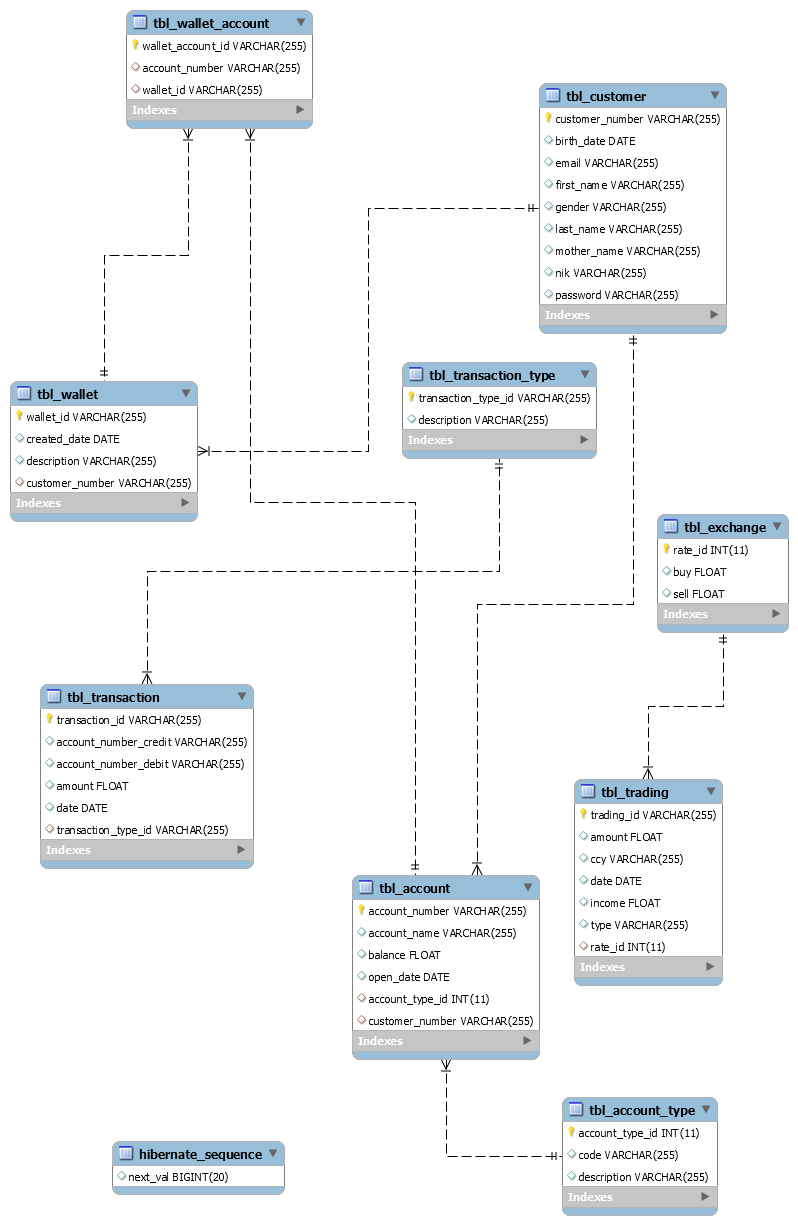 tbl_wallet_account
wallet_account_id VARCHAR(255)
account_number VARCHAR(255)
wallet_id VARCHAR(255)
Indexes
tbl_customer
customer_number VARCHAR(255)
birth_date DATE
email VARCHAR(255)
first_name VARCHAR(255)
gender VARCHAR(255)
last_name VARCHAR(255)
mother_name VARCHAR(255)
nik VARCHAR(255)
password VARCHAR(255)
Indexes
tbl_wallet
wallet_id VARCHAR(255)
created_date DATE
description VARCHAR(255)
customer_number VARCHAR(255)
Indexes
tbl_transaction_type
transaction_type_id VARCHAR(255)
description VARCHAR(255)
Indexes
tbl_exchange
rate_id INT(11)
buy FLOAT
sell FLOAT
Indexes
tbl_transaction
transaction_id VARCHAR(255)
account_number_credit VARCHAR(255)
account_number_debit VARCHAR(255)
amount FLOAT
date DATE
transaction_type_id VARCHAR(255)
Indexes
tbl_trading
trading_id VARCHAR(255)
amount FLOAT
ccy VARCHAR(255)
date DATE
income FLOAT
type VARCHAR(255)
rate_id INT(11)
Indexes
tbl_account
account_number VARCHAR(255)
account_name VARCHAR(255)
balance FLOAT
open_date DATE
account_type_id INT(11)
customer_number VARCHAR(255)
Indexes
tbl_account_type
account_type_id INT(11)
code VARCHAR(255)
description VARCHAR(255)
Indexes
hibernate_sequence
next_val BIGINT(20)